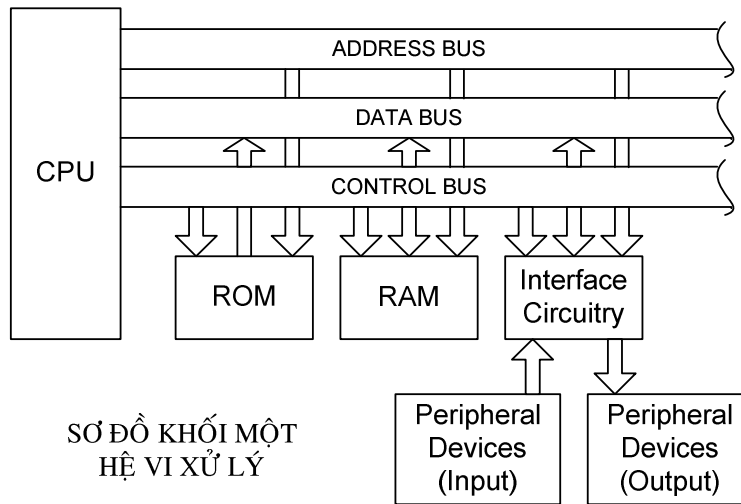 ADDRESS BUS
DATA BUS
CPU
CONTROL BUS
ROM
RAM
Interface
Circuitry
Peripheral
Devices
(Input)
Peripheral
Devices
(Output)
SƠ ĐỒ KHỐI MỘT
HỆ VI XỬ LÝ